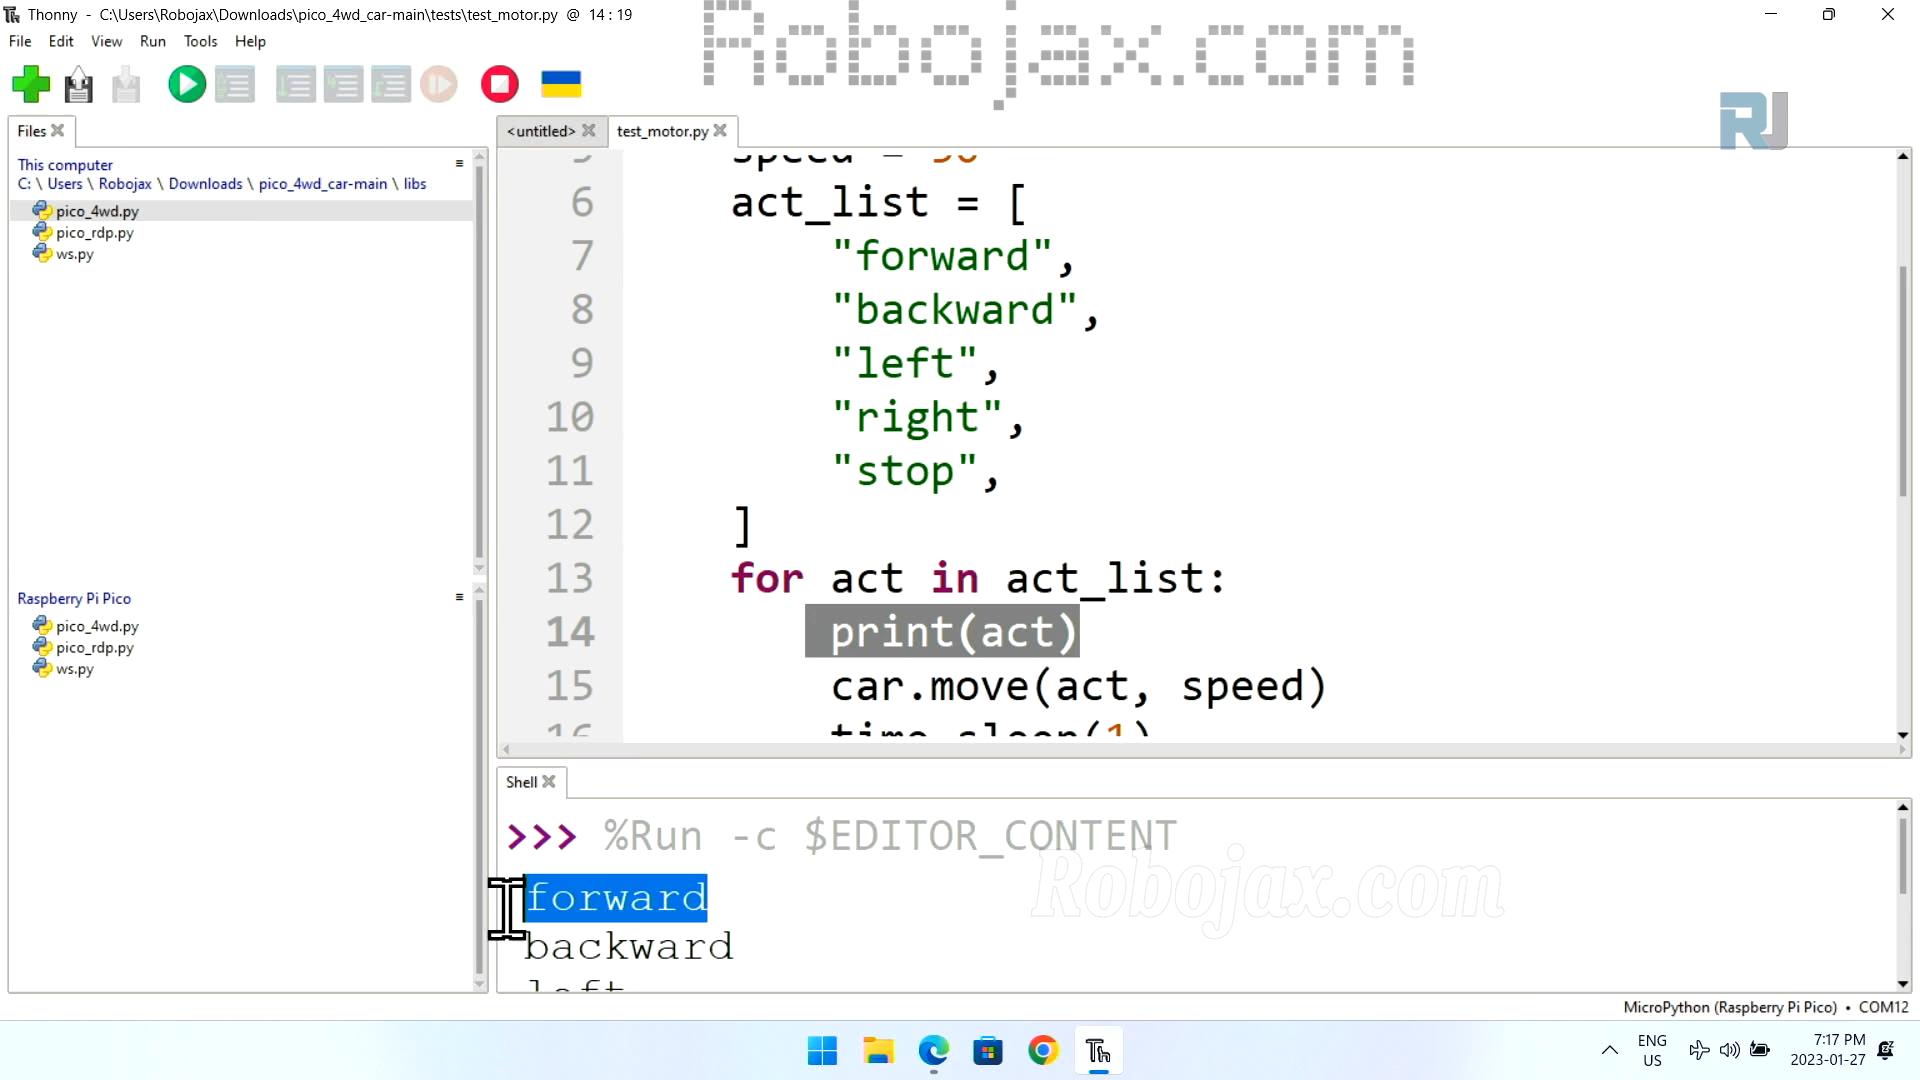 Thonny - C:\Users\Robojax\Downloads\pico_4wd_car-main\tests\test_motor.py @ 14 : 19
File Edit View Run Tools Help
Robojax.com
RJ
Files
<untitled>
test_motor.py
This computer
C: \ Users \ Robojax \ Downloads \ pico_4wd_car-main \ libs
pico_4wd.py
pico_rdp.py
ws.py
Raspberry Pi Pico
pico_4wd.py
pico_rdp.py
ws.py
6 act_list = [
7 "forward",
8 "backward",
9 "left",
10 "right",
11 "stop",
12 ]
13 for act in act_list:
14 print(act)
15 car.move(act, speed)
16 time.sleep(1)
Shell
>>> %Run -c $EDITOR_CONTENT
Robojax.com
forward
backward
left
MicroPython (Raspberry Pi Pico) • COM12
Th
ENG
US
7:17 PM
2023-01-27